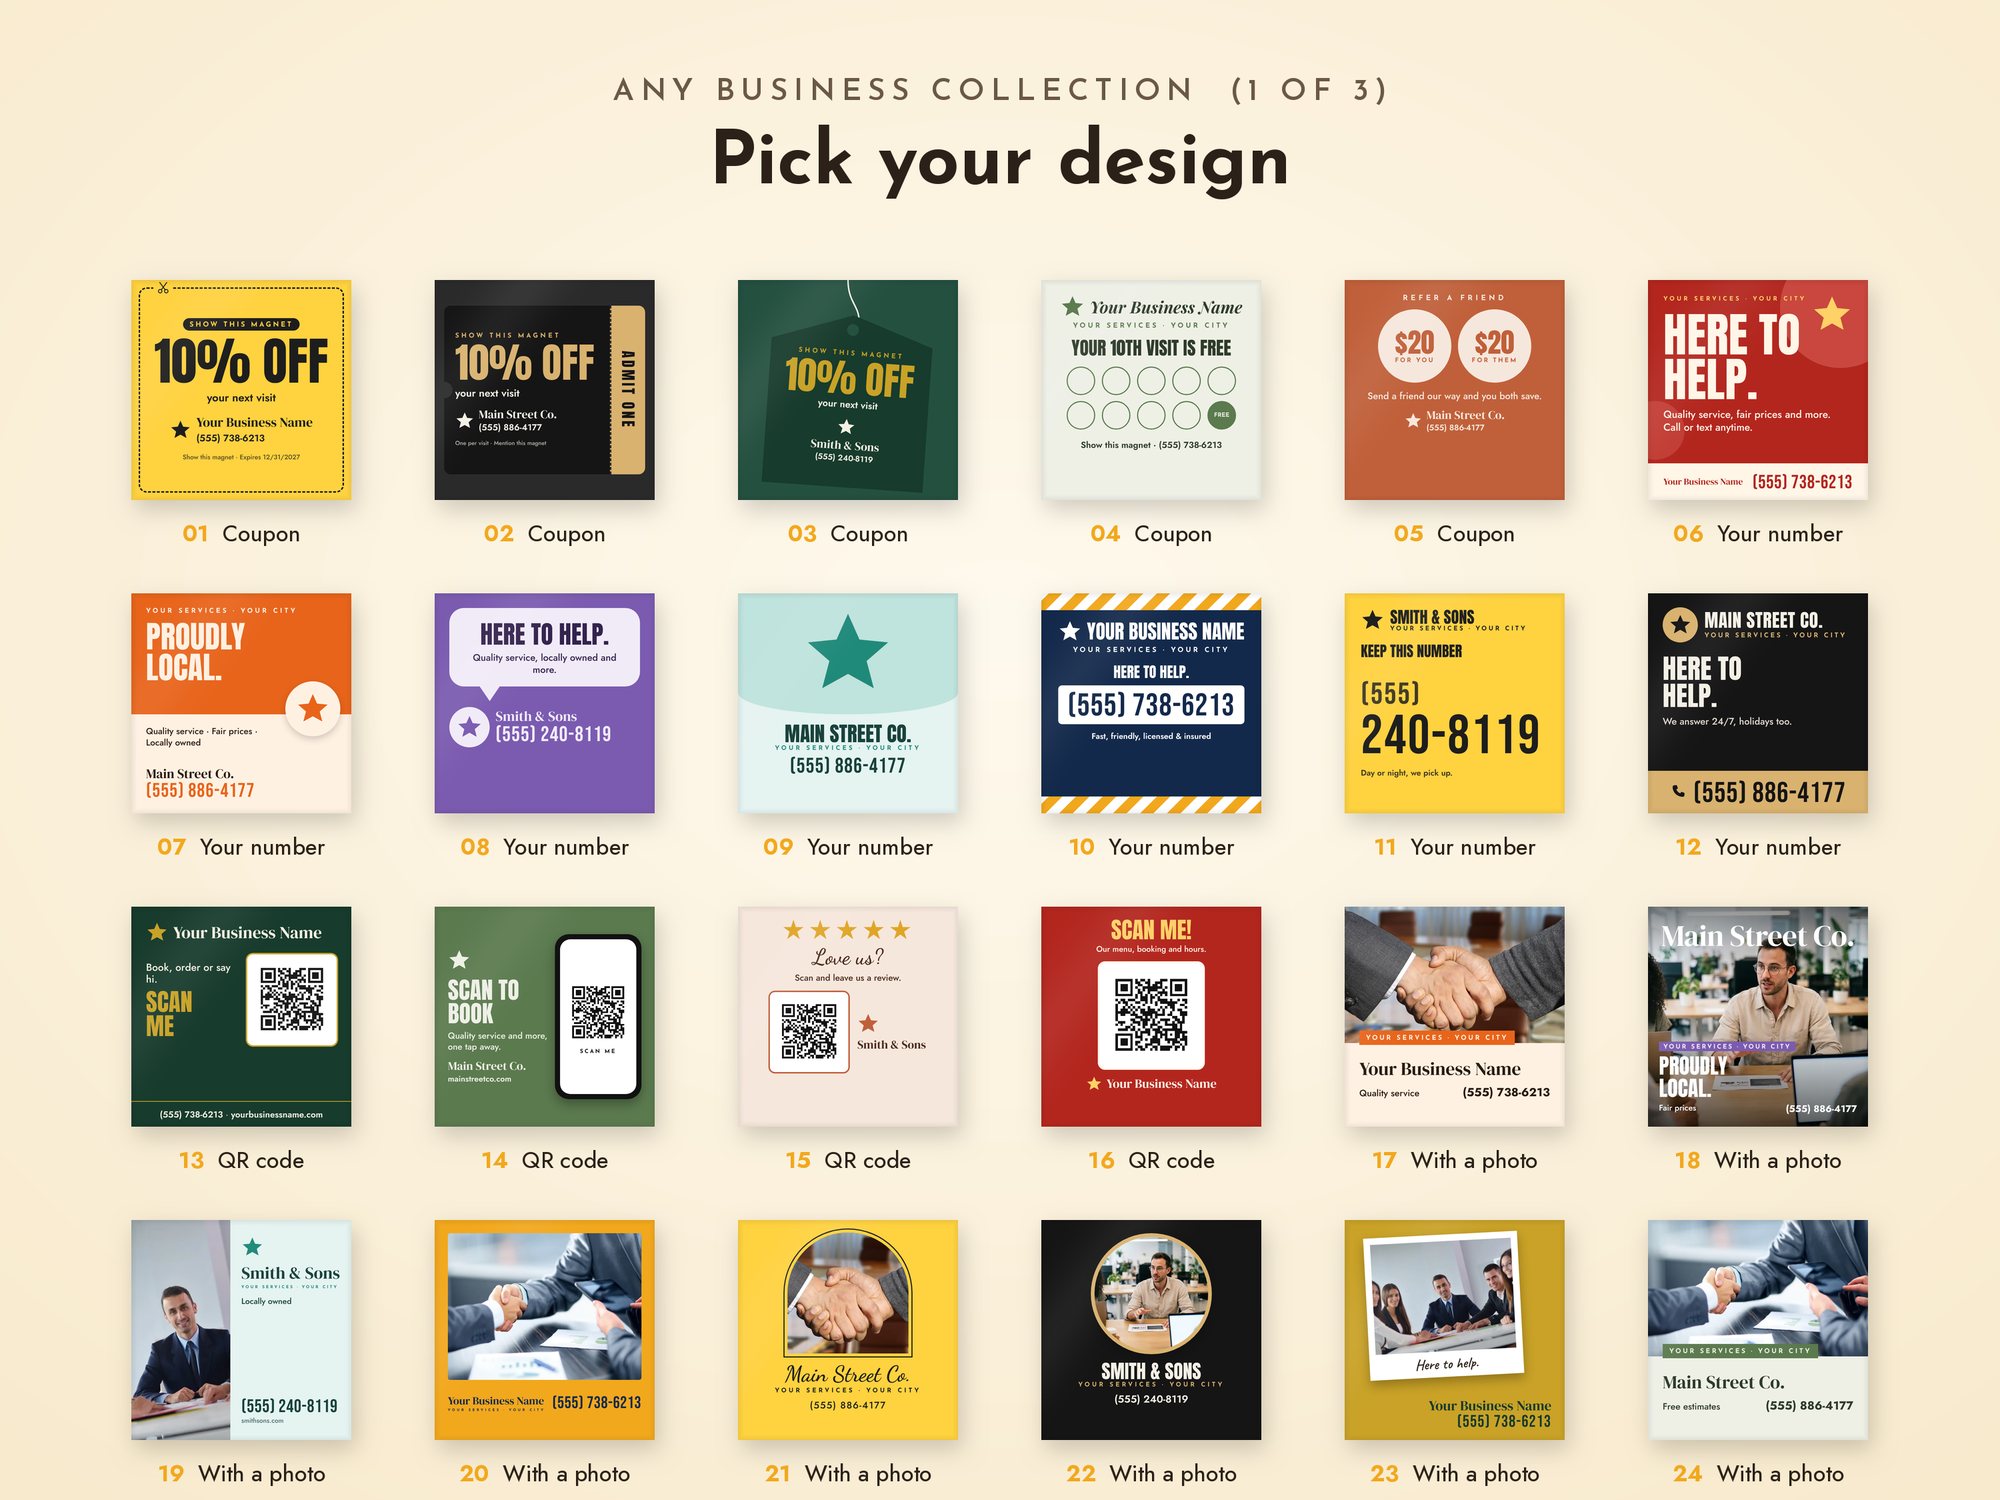 ANY BUSINESS COLLECTION (1 OF 3)
Pick your design
SHOW THIS MAGNET
10% OFF
your next visit
Your Business Name
(555) 738-6213
Show this magnet · Expires 12/31/2027
01 Coupon
SHOW THIS MAGNET
10% OFF
your next visit
Main Street Co.
(555) 886-4177
One per visit · Mention this magnet
ADMIT ONE
02 Coupon
SHOW THIS MAGNET
10% OFF
your next visit
Smith & Sons
(555) 240-8119
03 Coupon
Your Business Name
YOUR SERVICES · YOUR CITY
YOUR 10TH VISIT IS FREE
FREE
Show this magnet · (555) 738-6213
04 Coupon
REFER A FRIEND
$20 $20
FOR YOU FOR THEM
Send a friend our way and you both save.
Main Street Co.
(555) 886-4177
05 Coupon
YOUR SERVICES · YOUR CITY
HERE TO
HELP.
Quality service, fair prices and more.
Call or text anytime.
Your Business Name (555) 738-6213
06 Your number
YOUR SERVICES · YOUR CITY
PROUDLY
LOCAL.
Quality service · Fair prices ·
Locally owned
Main Street Co.
(555) 886-4177
07 Your number
HERE TO HELP.
Quality service, locally owned and
more.
Smith & Sons
(555) 240-8119
08 Your number
MAIN STREET CO.
YOUR SERVICES · YOUR CITY
(555) 886-4177
09 Your number
YOUR BUSINESS NAME
YOUR SERVICES · YOUR CITY
HERE TO HELP.
(555) 738-6213
Fast, friendly, licensed & insured
10 Your number
SMITH & SONS
YOUR SERVICES · YOUR CITY
KEEP THIS NUMBER
(555)
240-8119
Day or night, we pick up.
11 Your number
MAIN STREET CO.
YOUR SERVICES · YOUR CITY
HERE TO
HELP.
We answer 24/7, holidays too.
(555) 886-4177
12 Your number
Your Business Name
Book, order or say
hi.
SCAN
ME
(555) 738-6213 · yourbusinessname.com
13 QR code
SCAN TO
BOOK
Quality service and more,
one tap away.
Main Street Co.
mainstreetco.com
SCAN ME
14 QR code
Love us?
Scan and leave us a review.
Smith & Sons
15 QR code
SCAN ME!
Our menu, booking and hours.
Your Business Name
16 QR code
YOUR SERVICES · YOUR CITY
Your Business Name
Quality service (555) 738-6213
17 With a photo
Main Street Co.
YOUR SERVICES · YOUR CITY
PROUDLY
LOCAL.
Fair prices (555) 886-4177
18 With a photo
Smith & Sons
YOUR SERVICES · YOUR CITY
Locally owned
(555) 240-8119
smithsons.com
19 With a photo
Your Business Name (555) 738-6213
YOUR SERVICES · YOUR CITY
20 With a photo
Main Street Co.
YOUR SERVICES · YOUR CITY
(555) 886-4177
21 With a photo
SMITH & SONS
YOUR SERVICES · YOUR CITY
(555) 240-8119
22 With a photo
Here to help.
Your Business Name
(555) 738-6213
23 With a photo
YOUR SERVICES · YOUR CITY
Main Street Co.
Free estimates (555) 886-4177
24 With a photo